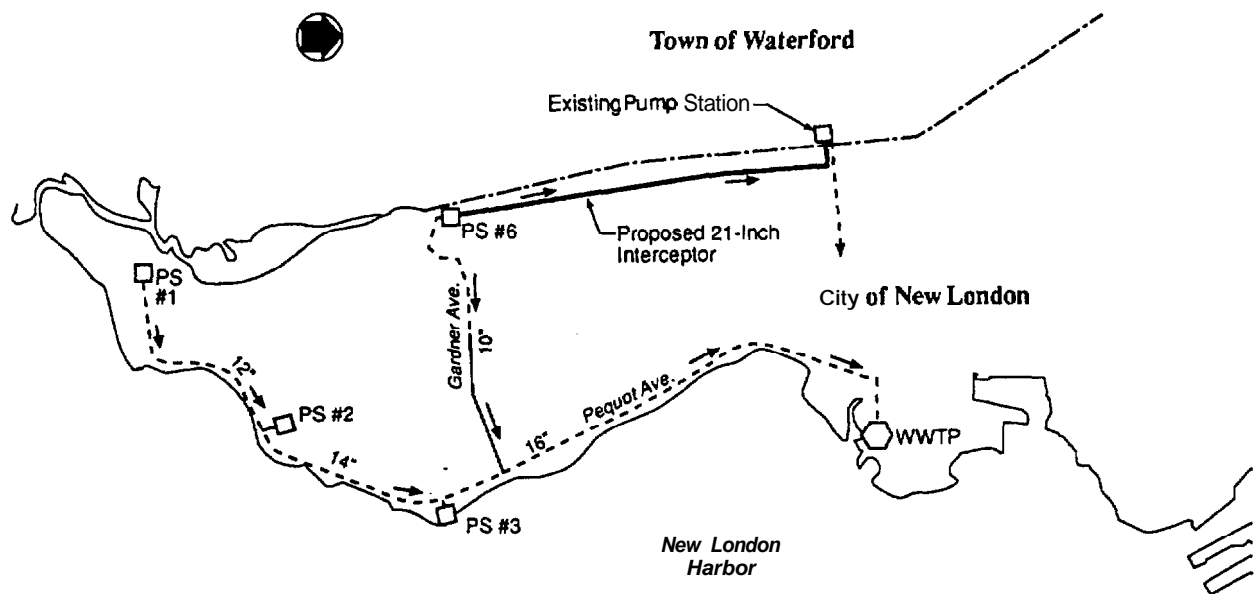 Town of Waterford
Existing Pump Station
PS #6
Proposed 21-Inch
Interceptor
PS
#1
City of New London
Gardner Ave.
10"
12"
PS #2
Pequot Ave.
16"
14"
WWTP
PS #3
New London
Harbor